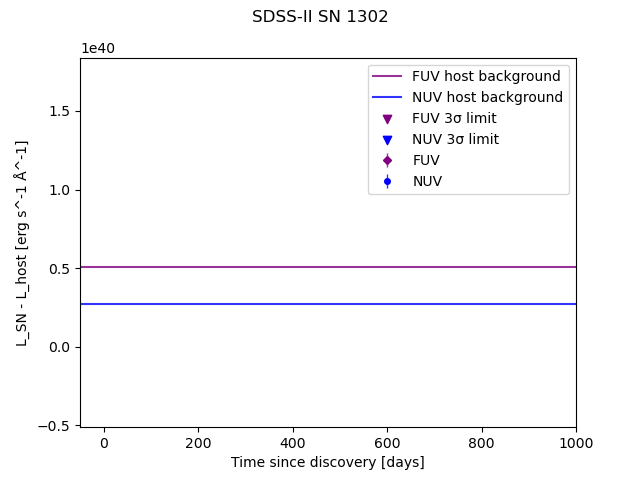 SDSS-II SN 1302
1e40
FUV host background
NUV host background
FUV 3σ limit
NUV 3σ limit
FUV
NUV
1.5
1.0
0.5
0.0
−0.5
L_SN - L_host [erg s^-1 Å^-1]
0 200 400 600 800 1000
Time since discovery [days]